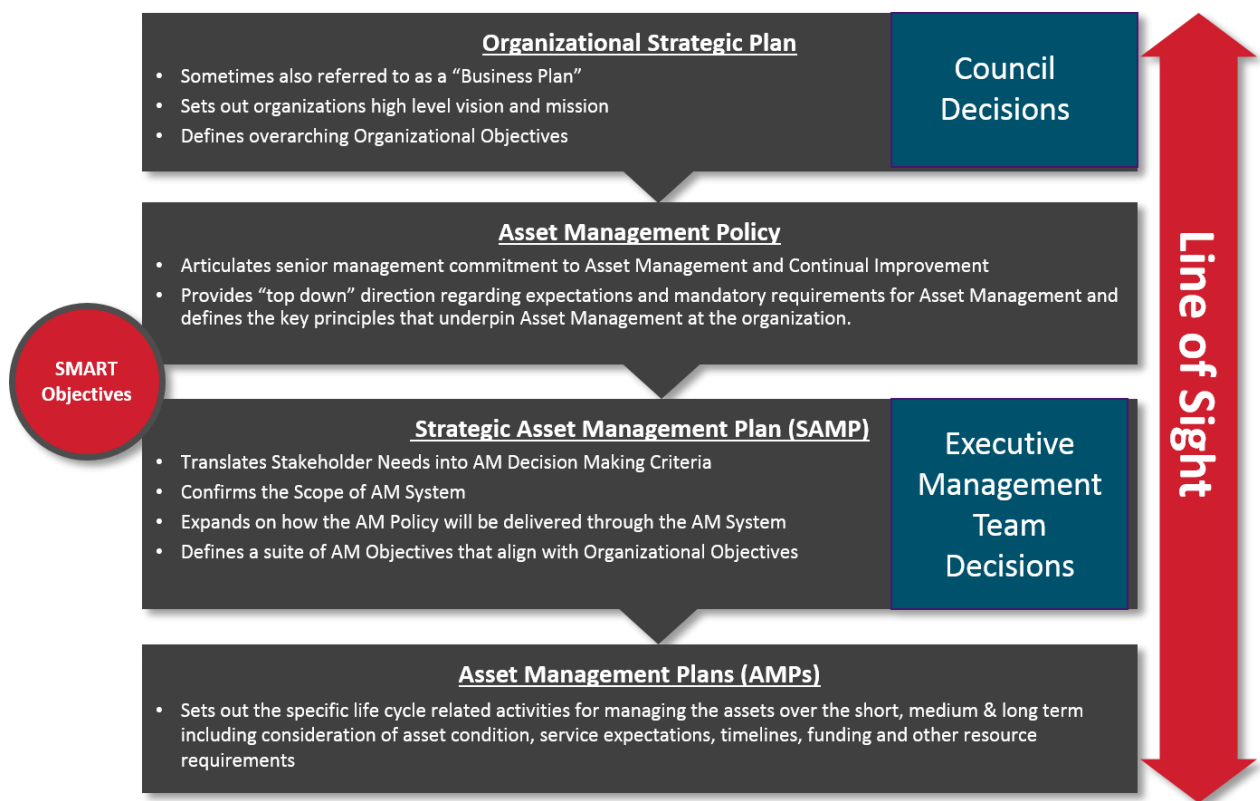 Organizational Strategic Plan
• Sometimes also referred to as a “Business Plan”
• Sets out organizations high level vision and mission
• Defines overarching Organizational Objectives
Council
Decisions
Asset Management Policy
• Articulates senior management commitment to Asset Management and Continual Improvement
• Provides “top down” direction regarding expectations and mandatory requirements for Asset Management and
defines the key principles that underpin Asset Management at the organization.
SMART
Objectives
Strategic Asset Management Plan (SAMP)
• Translates Stakeholder Needs into AM Decision Making Criteria
• Confirms the Scope of AM System
• Expands on how the AM Policy will be delivered through the AM System
• Defines a suite of AM Objectives that align with Organizational Objectives
Executive
Management
Team
Decisions
Asset Management Plans (AMPs)
• Sets out the specific life cycle related activities for managing the assets over the short, medium & long term
including consideration of asset condition, service expectations, timelines, funding and other resource
requirements
Line of Sight